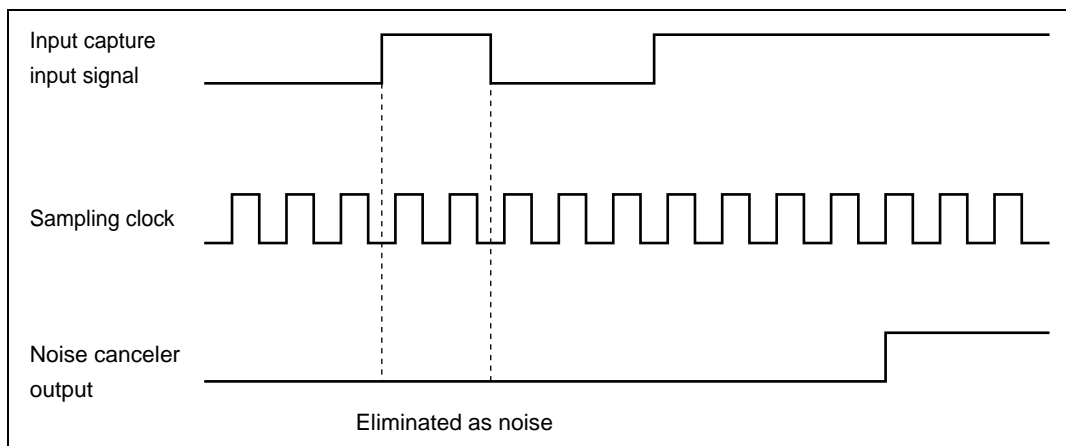 Input capture
input signal
Sampling clock
Noise canceler
output
Eliminated as noise